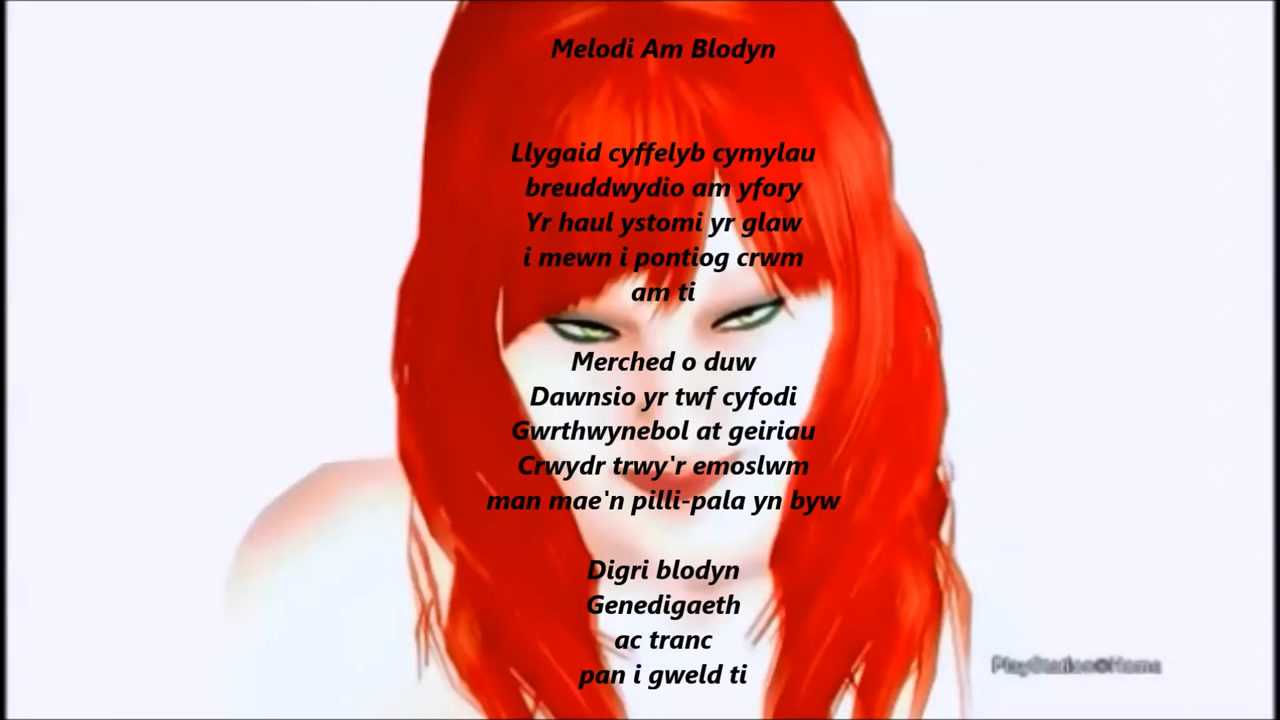 Melodi Am Blodyn
Llygaid cyffelyb cymylau
breuddwydio am yfory
Yr haul ystomi yr glaw
i mewn i pontiog crwm
am ti
Merched o duw
Dawnsio yr twf cyfodi
Gwrthwynebol at geiriau
Crwydr trwy'r emoslwm
man mae'n pilli-pala yn byw
Digri blodyn
Genedigaeth
ac tranc
pan i gweld ti
PlayStation®Home